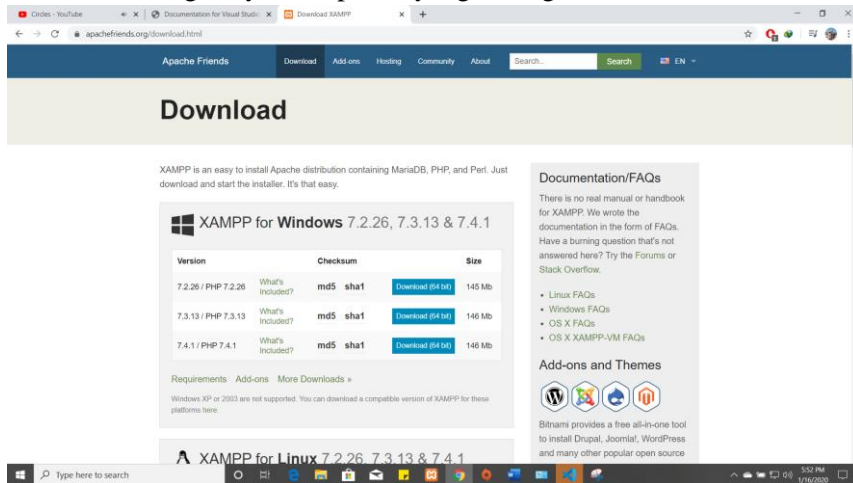 Circles - YouTube
Documentation for Visual Studio
Download XAMPP
apachefriends.org/download.html
Apache Friends
Download
Add-ons
Hosting
Community
About
Search...
Search
EN
Download
XAMPP is an easy to install Apache distribution containing MariaDB, PHP, and Perl. Just
download and start the installer. It's that easy.
XAMPP for Windows 7.2.26, 7.3.13 & 7.4.1
Version Checksum Size
7.2.26 / PHP 7.2.26 What's Included? md5 sha1 Download (64 bit) 145 Mb
7.3.13 / PHP 7.3.13 What's Included? md5 sha1 Download (64 bit) 146 Mb
7.4.1 / PHP 7.4.1 What's Included? md5 sha1 Download (64 bit) 146 Mb
Requirements Add-ons More Downloads »
Windows XP or 2003 are not supported. You can download a compatible version of XAMPP for these
platforms here.
XAMPP for Linux 7.2.26, 7.3.13 & 7.4.1
Documentation/FAQs
There is no real manual or handbook
for XAMPP. We wrote the
documentation in the form of FAQs.
Have a burning question that's not
answered here? Try the Forums or
Stack Overflow.
• Linux FAQs
• Windows FAQs
• OS X FAQs
• OS X XAMPP-VM FAQs
Add-ons and Themes
Bitnami provides a free all-in-one tool
to install Drupal, Joomla!, WordPress
and many other popular open source
Type here to search
5:52 PM
1/16/2020